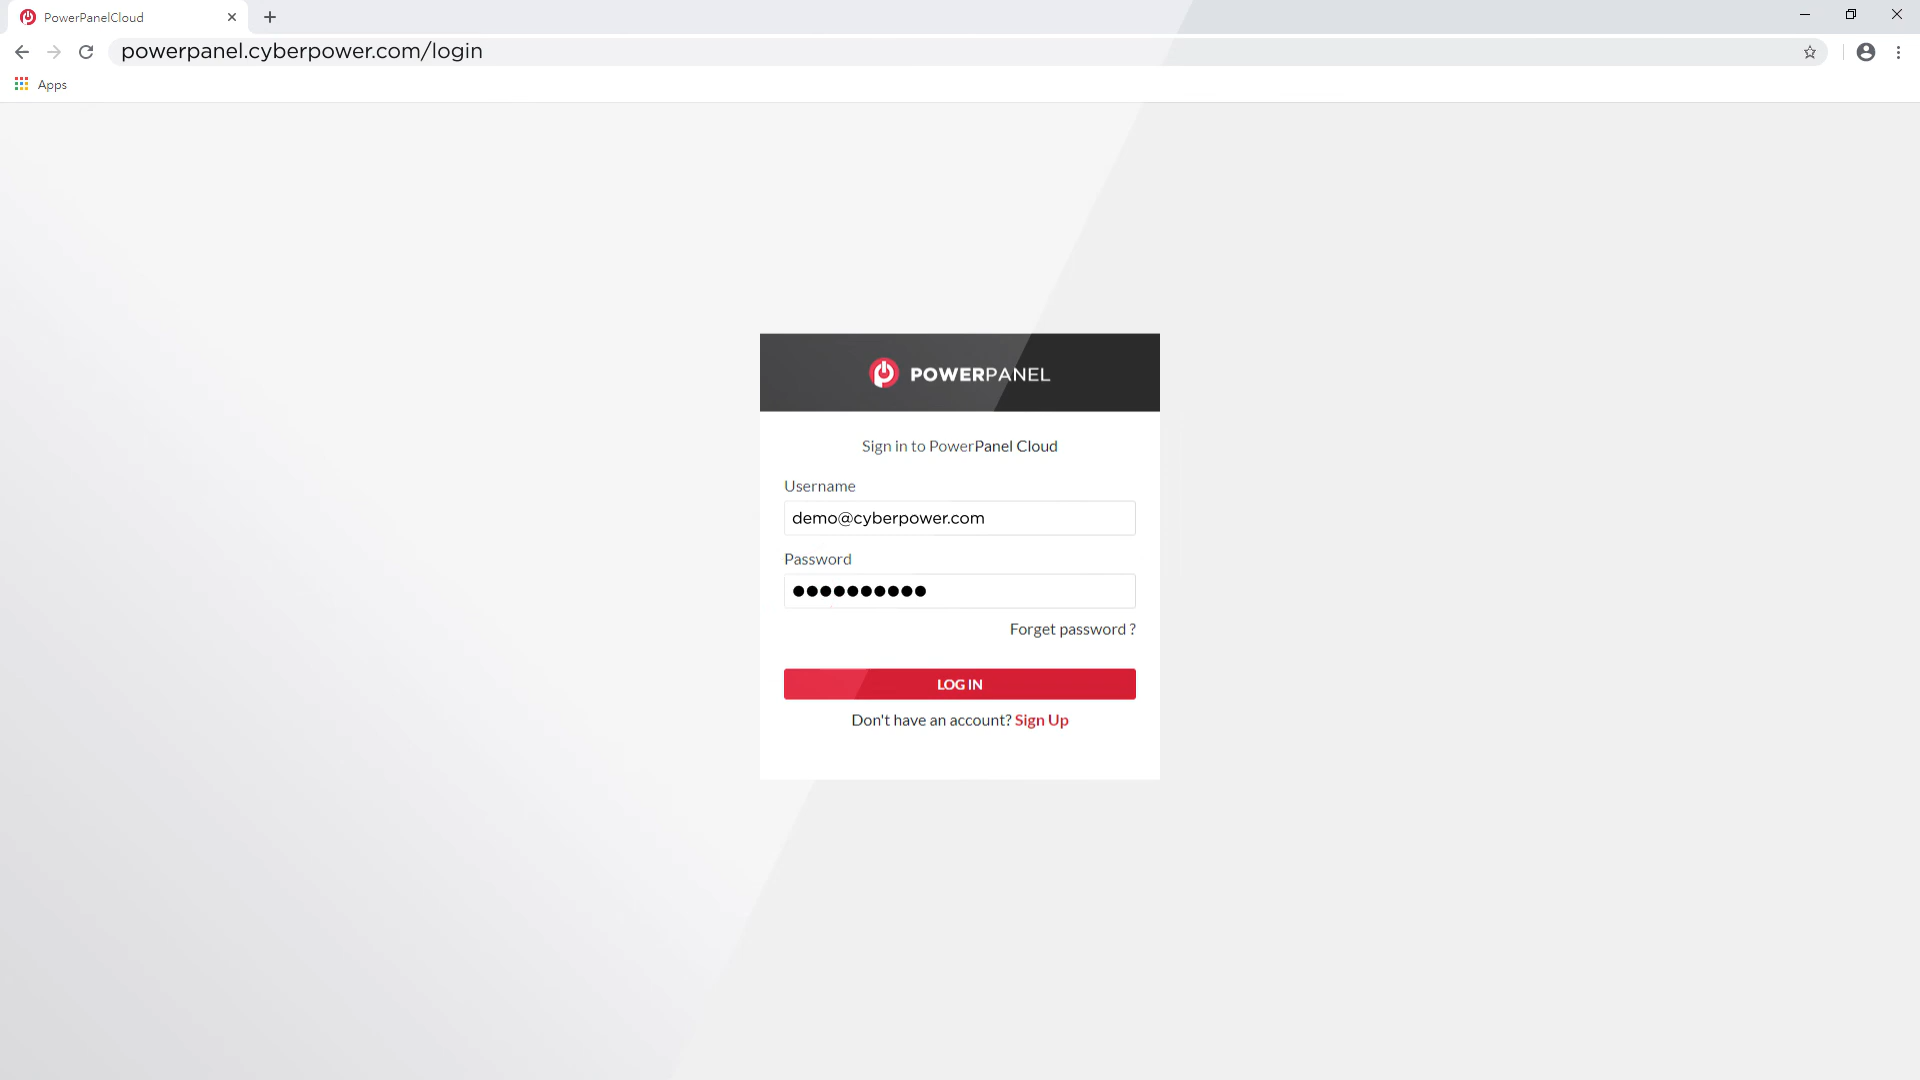 PowerPanelCloud
powerpanel.cyberpower.com/login
Apps
POWERPANEL
Sign in to PowerPanel Cloud
Username
demo@cyberpower.com
Password
●●●●●●●●●●
Forget password ?
LOG IN
Don't have an account? Sign Up